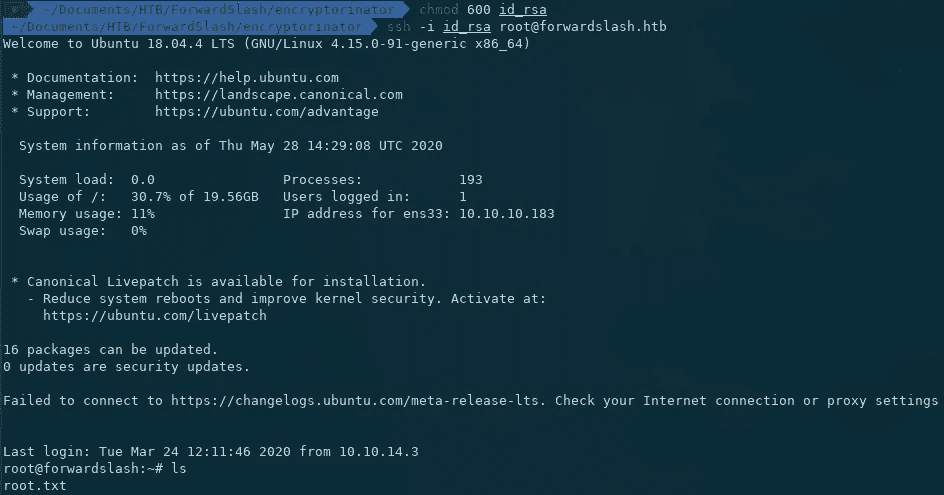 ~/Documents/HTB/ForwardSlash/encryptorinator chmod 600 id_rsa
~/Documents/HTB/ForwardSlash/encryptorinator ssh -i id_rsa root@forwardslash.htb
Welcome to Ubuntu 18.04.4 LTS (GNU/Linux 4.15.0-91-generic x86_64)
* Documentation:  https://help.ubuntu.com
* Management:     https://landscape.canonical.com
* Support:        https://ubuntu.com/advantage
System information as of Thu May 28 14:29:08 UTC 2020
System load:  0.0                Processes:             193
Usage of /:   30.7% of 19.56GB   Users logged in:       1
Memory usage: 11%                IP address for ens33: 10.10.10.183
Swap usage:   0%
* Canonical Livepatch is available for installation.
- Reduce system reboots and improve kernel security. Activate at:
https://ubuntu.com/livepatch
16 packages can be updated.
0 updates are security updates.
Failed to connect to https://changelogs.ubuntu.com/meta-release-lts. Check your Internet connection or proxy settings
Last login: Tue Mar 24 12:11:46 2020 from 10.10.14.3
root@forwardslash:~# ls
root.txt